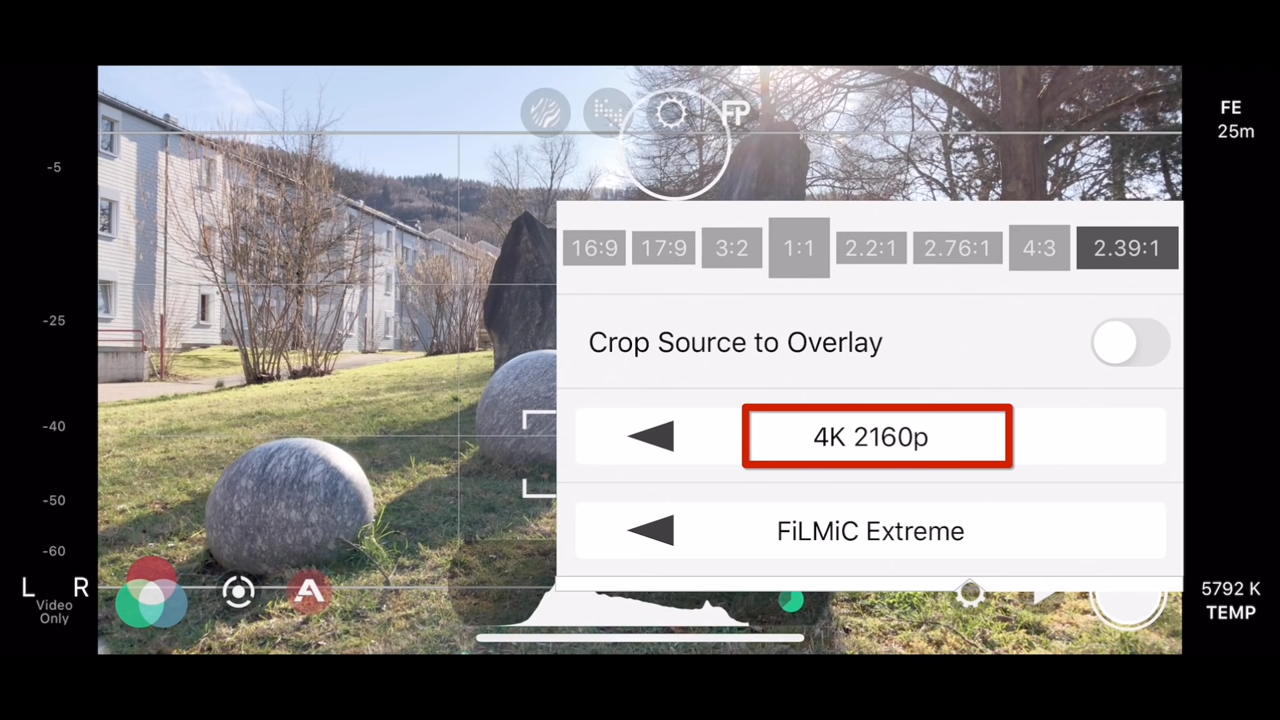 FP
FE
25m
-5
16:9 17:9 3:2 1:1 2.2:1 2.76:1 4:3 2.39:1
-25
Crop Source to Overlay
-40
4K 2160p
-50
FiLMiC Extreme
-60
L R
Video
Only
A
5792 K
TEMP